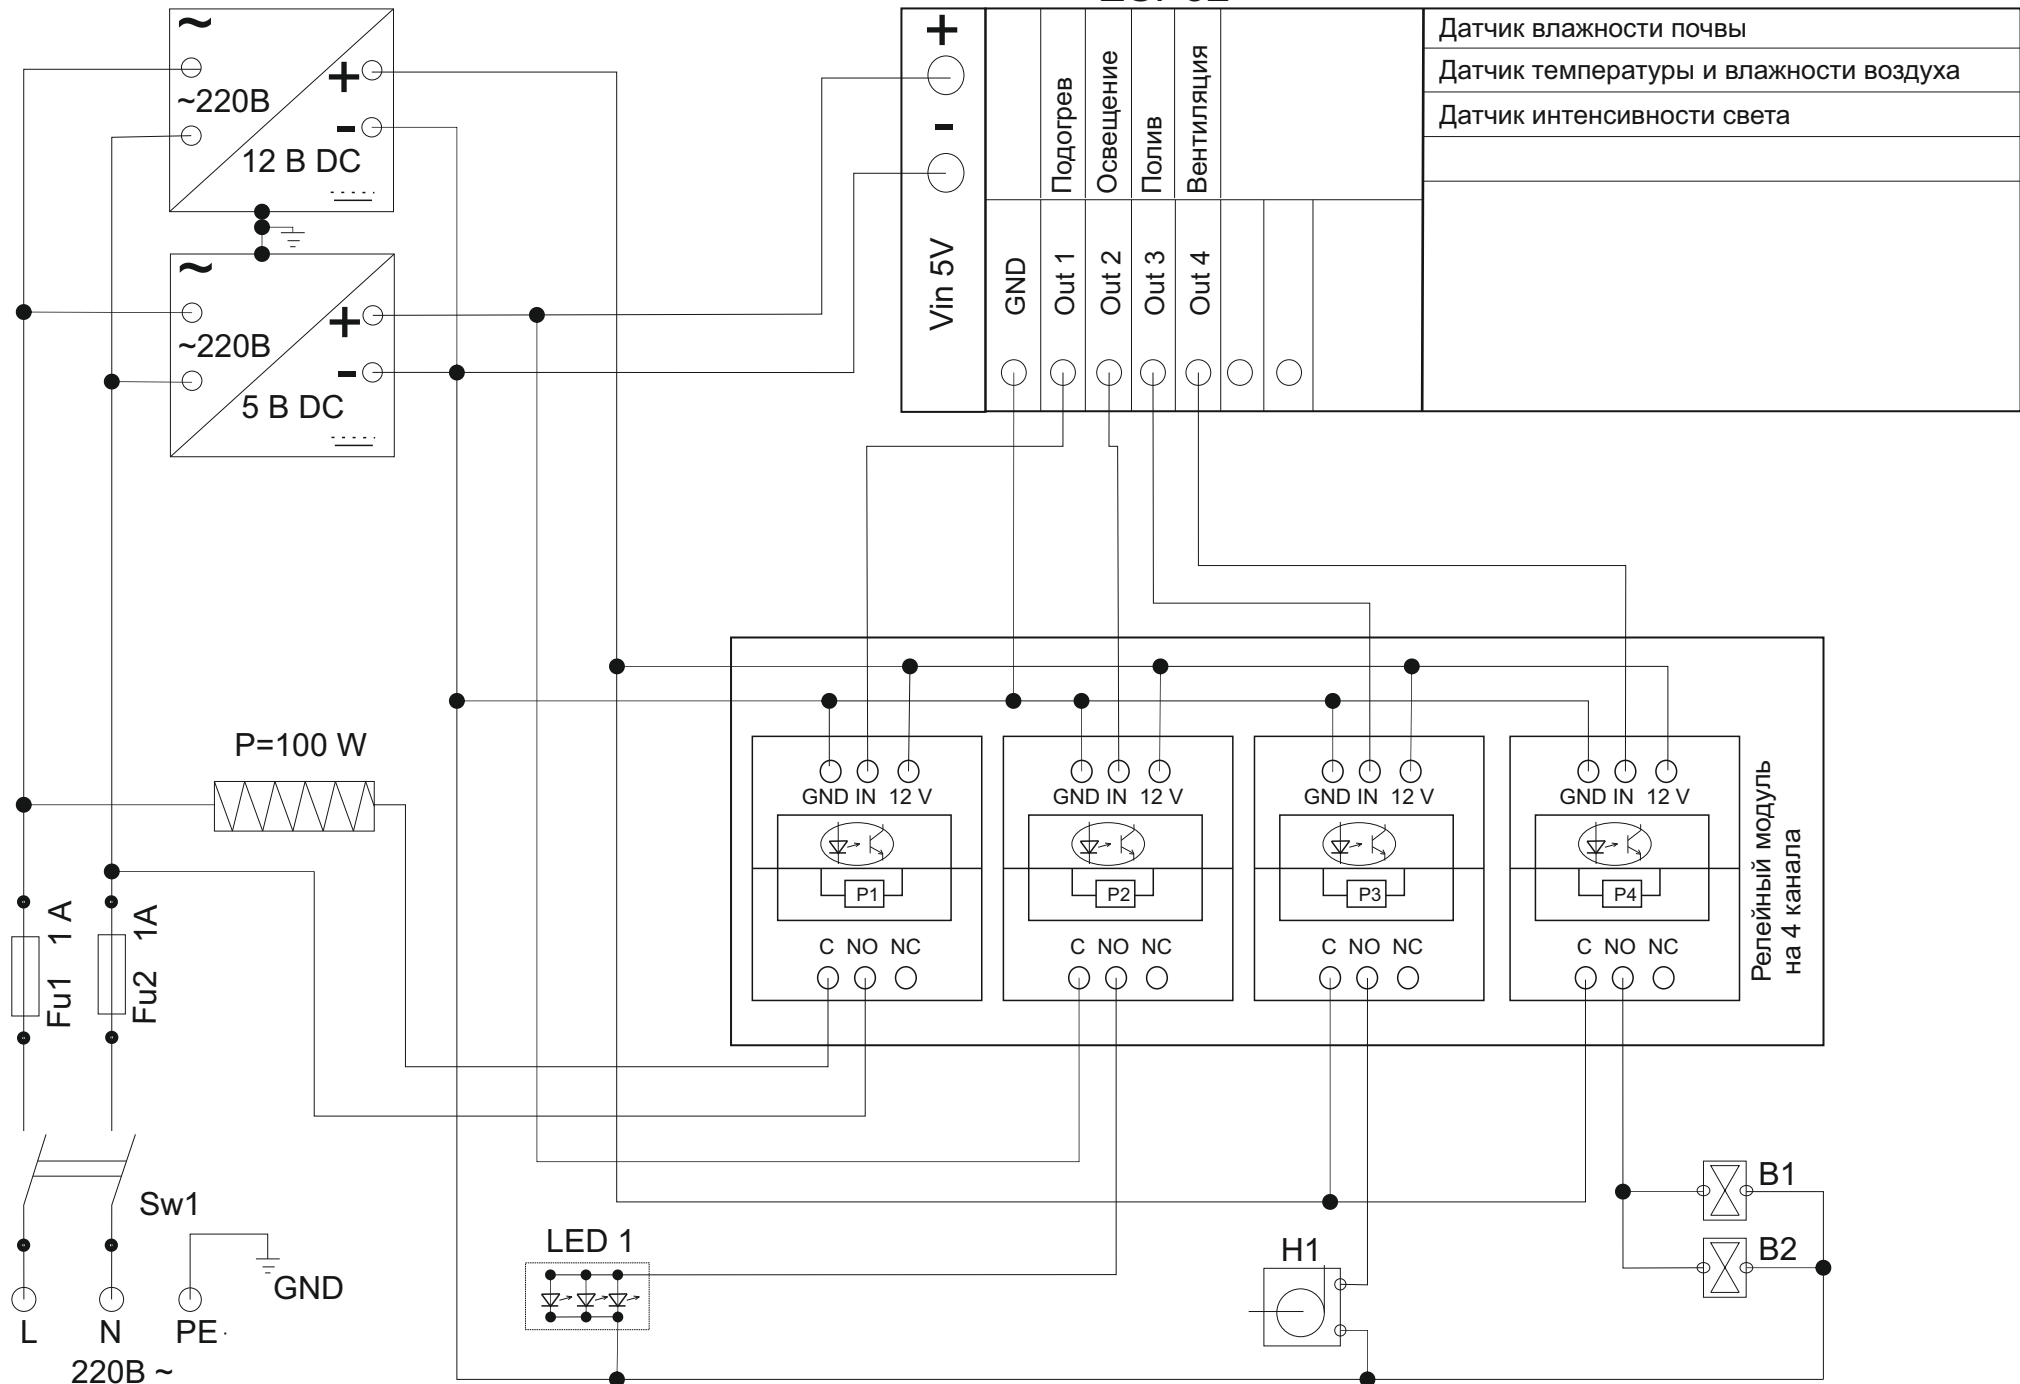 ~
~220В
+
-
12 В DC
~
~220В
+
-
5 В DC
+
-
Vin 5V
Подогрев
Освещение
Полив
Вентиляция
GND
Out 1
Out 2
Out 3
Out 4
Датчик влажности почвы
Датчик температуры и влажности воздуха
Датчик интенсивности света
P=100 W
GND IN 12 V
GND IN 12 V
GND IN 12 V
GND IN 12 V
P1
P2
P3
P4
C NO NC
C NO NC
C NO NC
C NO NC
Релейный модуль
на 4 канала
Fu1 1 A
Fu2 1A
Sw1
GND
L
N
PE
220В ~
LED 1
H1
B1
B2